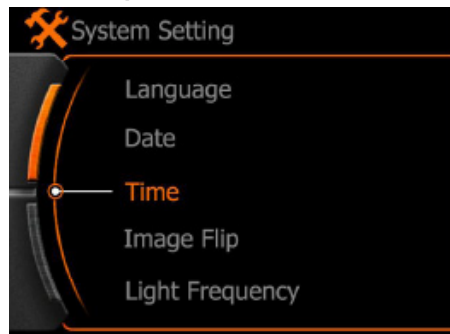 System Setting
Language
Date
Time
Image Flip
Light Frequency